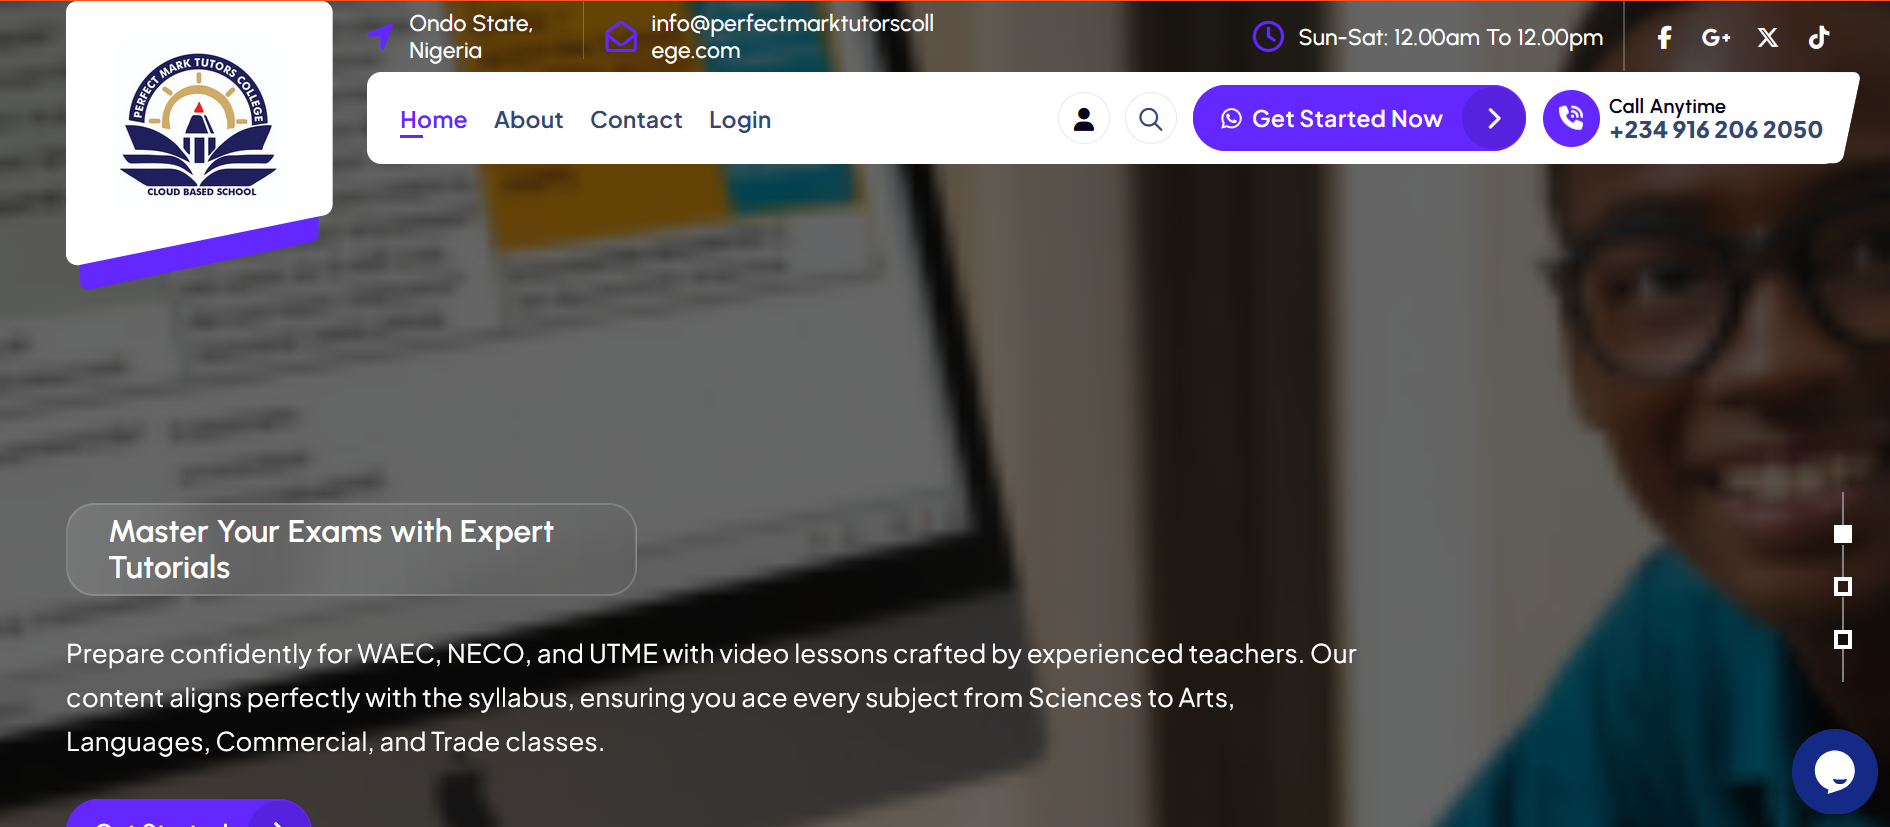 Ondo State,
Nigeria
info@perfectmarktutorscoll
ege.com
Sun-Sat: 12.00am To 12.00pm
PERFECT MARK TUTORS COLLEGE
CLOUD BASED SCHOOL
Home About Contact Login
Get Started Now
Call Anytime
+234 916 206 2050
Master Your Exams with Expert
Tutorials
Prepare confidently for WAEC, NECO, and UTME with video lessons crafted by experienced teachers. Our
content aligns perfectly with the syllabus, ensuring you ace every subject from Sciences to Arts,
Languages, Commercial, and Trade classes.